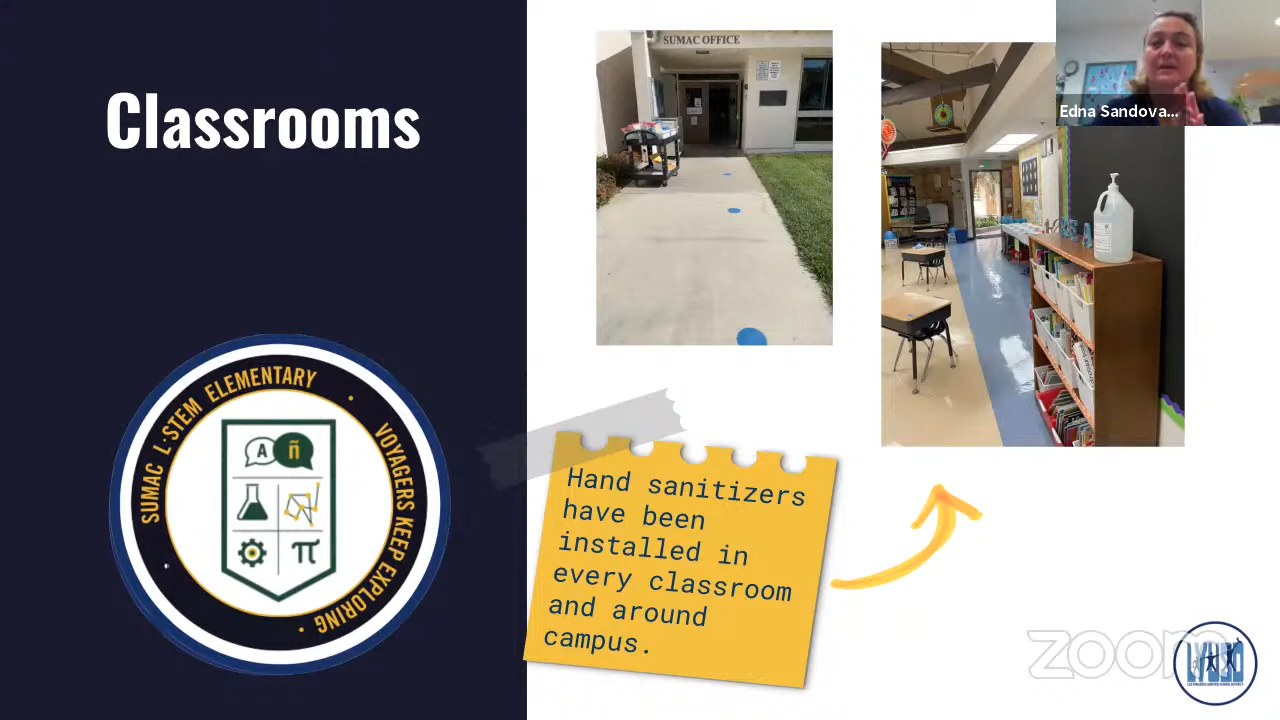 Classrooms
SUMAC OFFICE
Edna Sandova...
SUMAC L·STEM ELEMENTARY
VOYAGERS KEEP EXPLORING
A ñ
π
Hand sanitizers
have been
installed in
every classroom
and around
campus.
zoom
LVUSD